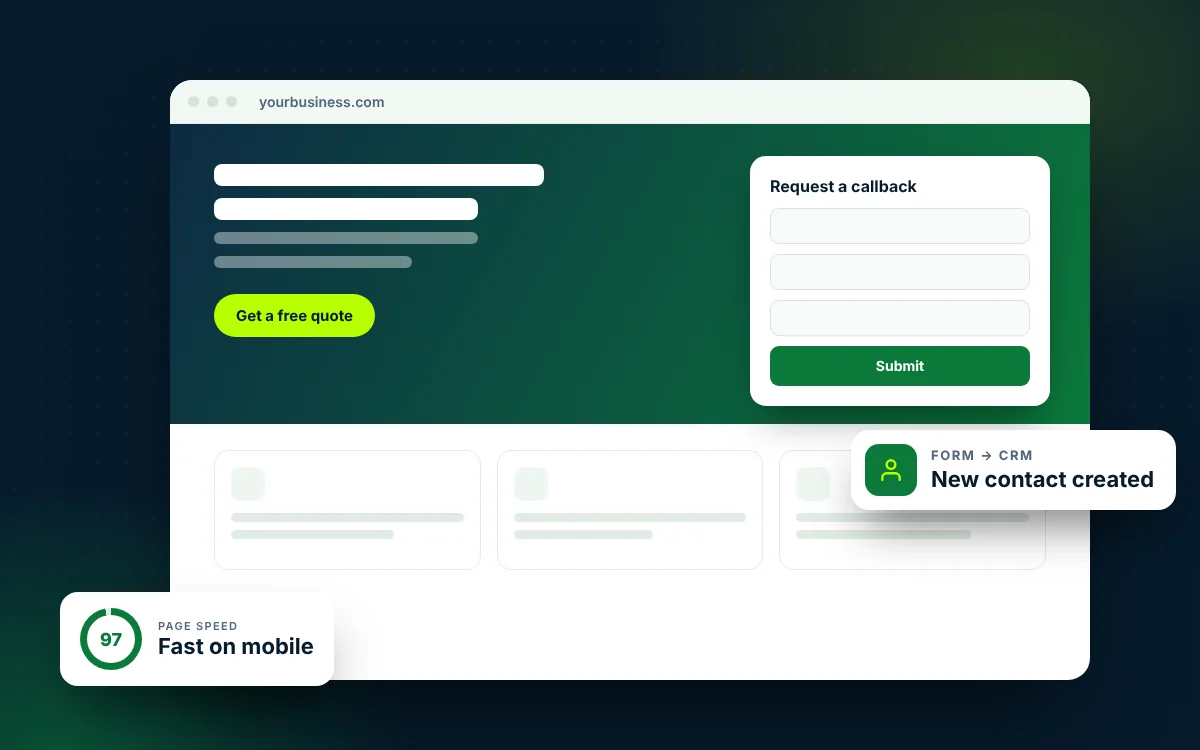 yourbusiness.com
Request a callback
Get a free quote
Submit
FORM → CRM
New contact created
97
PAGE SPEED
Fast on mobile